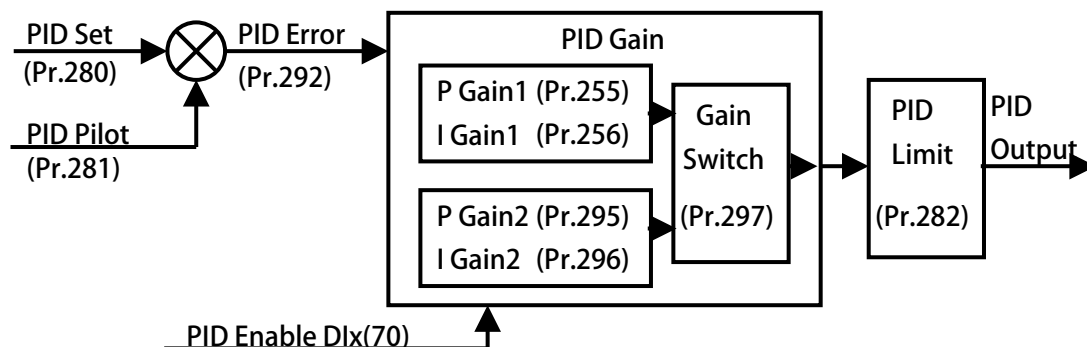 PID Set
(Pr.280)
PID Pilot
(Pr.281)
PID Error
(Pr.292)
PID Gain
P Gain1 (Pr.255)
I Gain1 (Pr.256)
P Gain2 (Pr.295)
I Gain2 (Pr.296)
Gain
Switch
(Pr.297)
PID
Limit
(Pr.282)
PID
Output
PID Enable DIx(70)